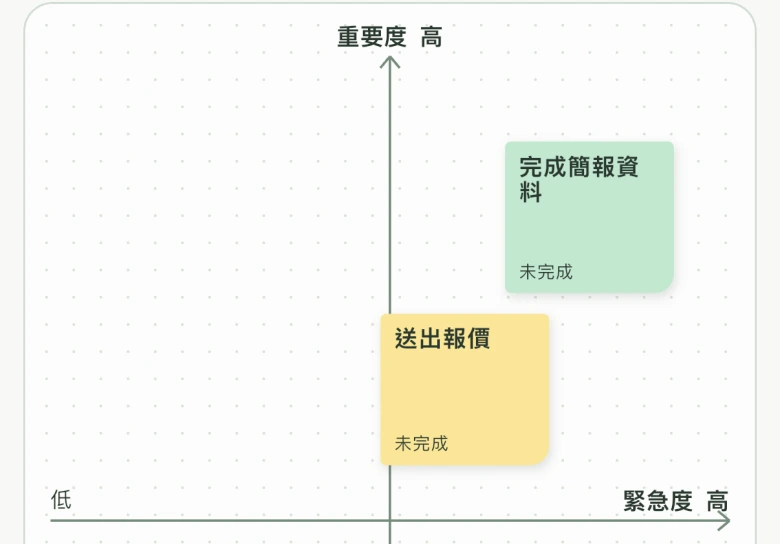 重要度 高
完成簡報資
料
未完成
送出報價
未完成
低
緊急度 高